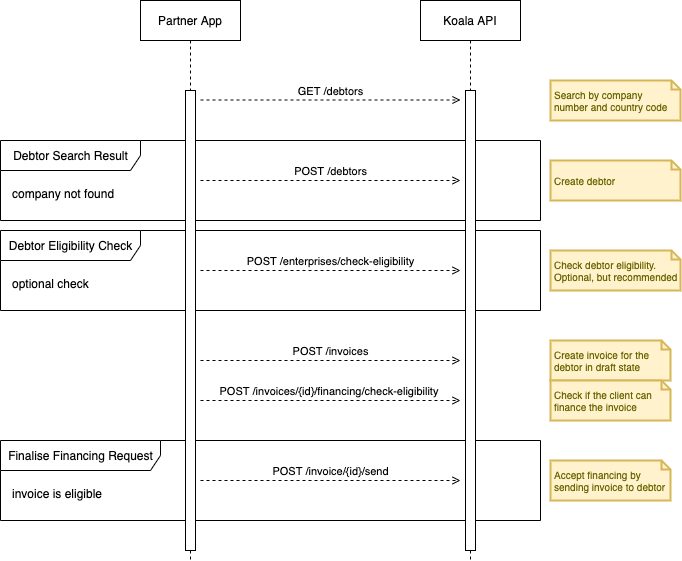 Partner App
Koala API
GET /debtors
Search by company
number and country code
Debtor Search Result
company not found
POST /debtors
Create debtor
Debtor Eligibility Check
optional check
POST /enterprises/check-eligibility
Check debtor eligibility.
Optional, but recommended
POST /invoices
Create invoice for the
debtor in draft state
POST /invoices/{id}/financing/check-eligibility
Check if the client can
finance the invoice
Finalise Financing Request
invoice is eligible
POST /invoice/{id}/send
Accept financing by
sending invoice to debtor